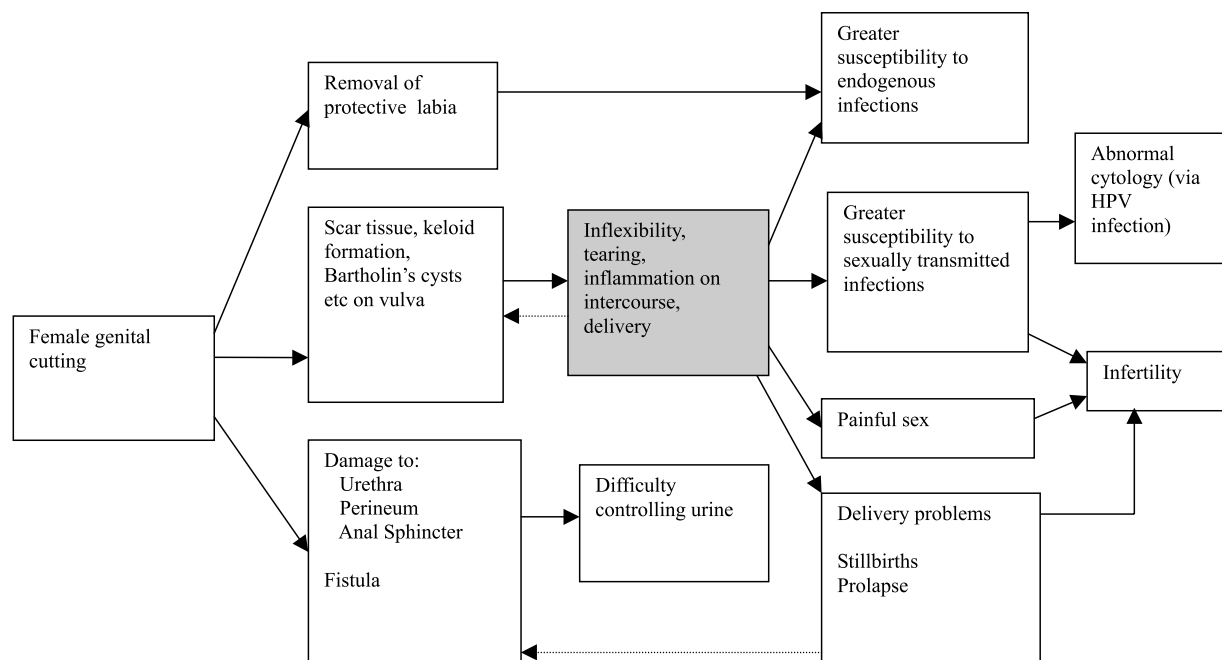 Female genital
cutting
Removal of
protective labia
Scar tissue, keloid
formation,
Bartholin's cysts
etc on vulva
Damage to:
Urethra
Perineum
Anal Sphincter
Fistula
Inflexibility,
tearing,
inflammation on
intercourse,
delivery
Difficulty
controlling urine
Greater
susceptibility to
endogenous
infections
Greater
susceptibility to
sexually transmitted
infections
Painful sex
Delivery problems
Stillbirths
Prolapse
Abnormal
cytology (via
HPV
infection)
Infertility